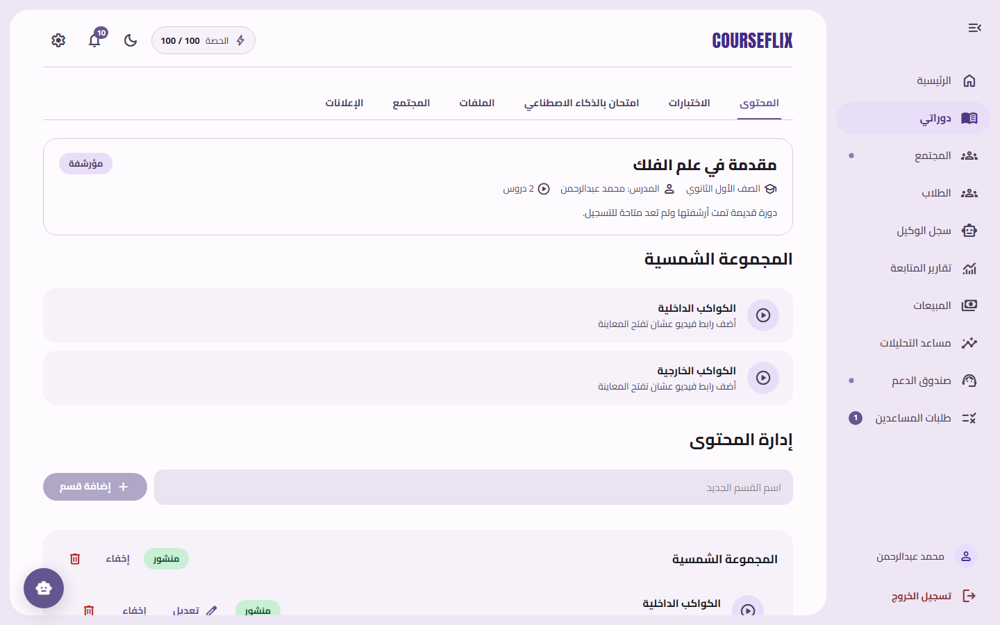 الرئيسية
دوراتي
المجتمع
الطلاب
سجل الوكيل
تقارير المتابعة
المبيعات
مساعد التحليلات
صندوق الدعم
طلبات المساعدين
1
محمد عبدالرحمن
تسجيل الخروج
COURSEFLIX
الحصة 100 / 100
10
المحتوى
الاختبارات
امتحان بالذكاء الاصطناعي
الملفات
المجتمع
الإعلانات
مقدمة في علم الفلك
مؤرشفة
الصف الأول الثانوي
المدرس: محمد عبدالرحمن
2 دروس
دورة قديمة تمت أرشفتها ولم تعد متاحة للتسجيل.
المجموعة الشمسية
الكواكب الداخلية
أضف رابط فيديو عشان تفتح المعاينة
الكواكب الخارجية
أضف رابط فيديو عشان تفتح المعاينة
إدارة المحتوى
اسم القسم الجديد
إضافة قسم
المجموعة الشمسية
منشور
إخفاء
الكواكب الداخلية
منشور
تعديل
إخفاء